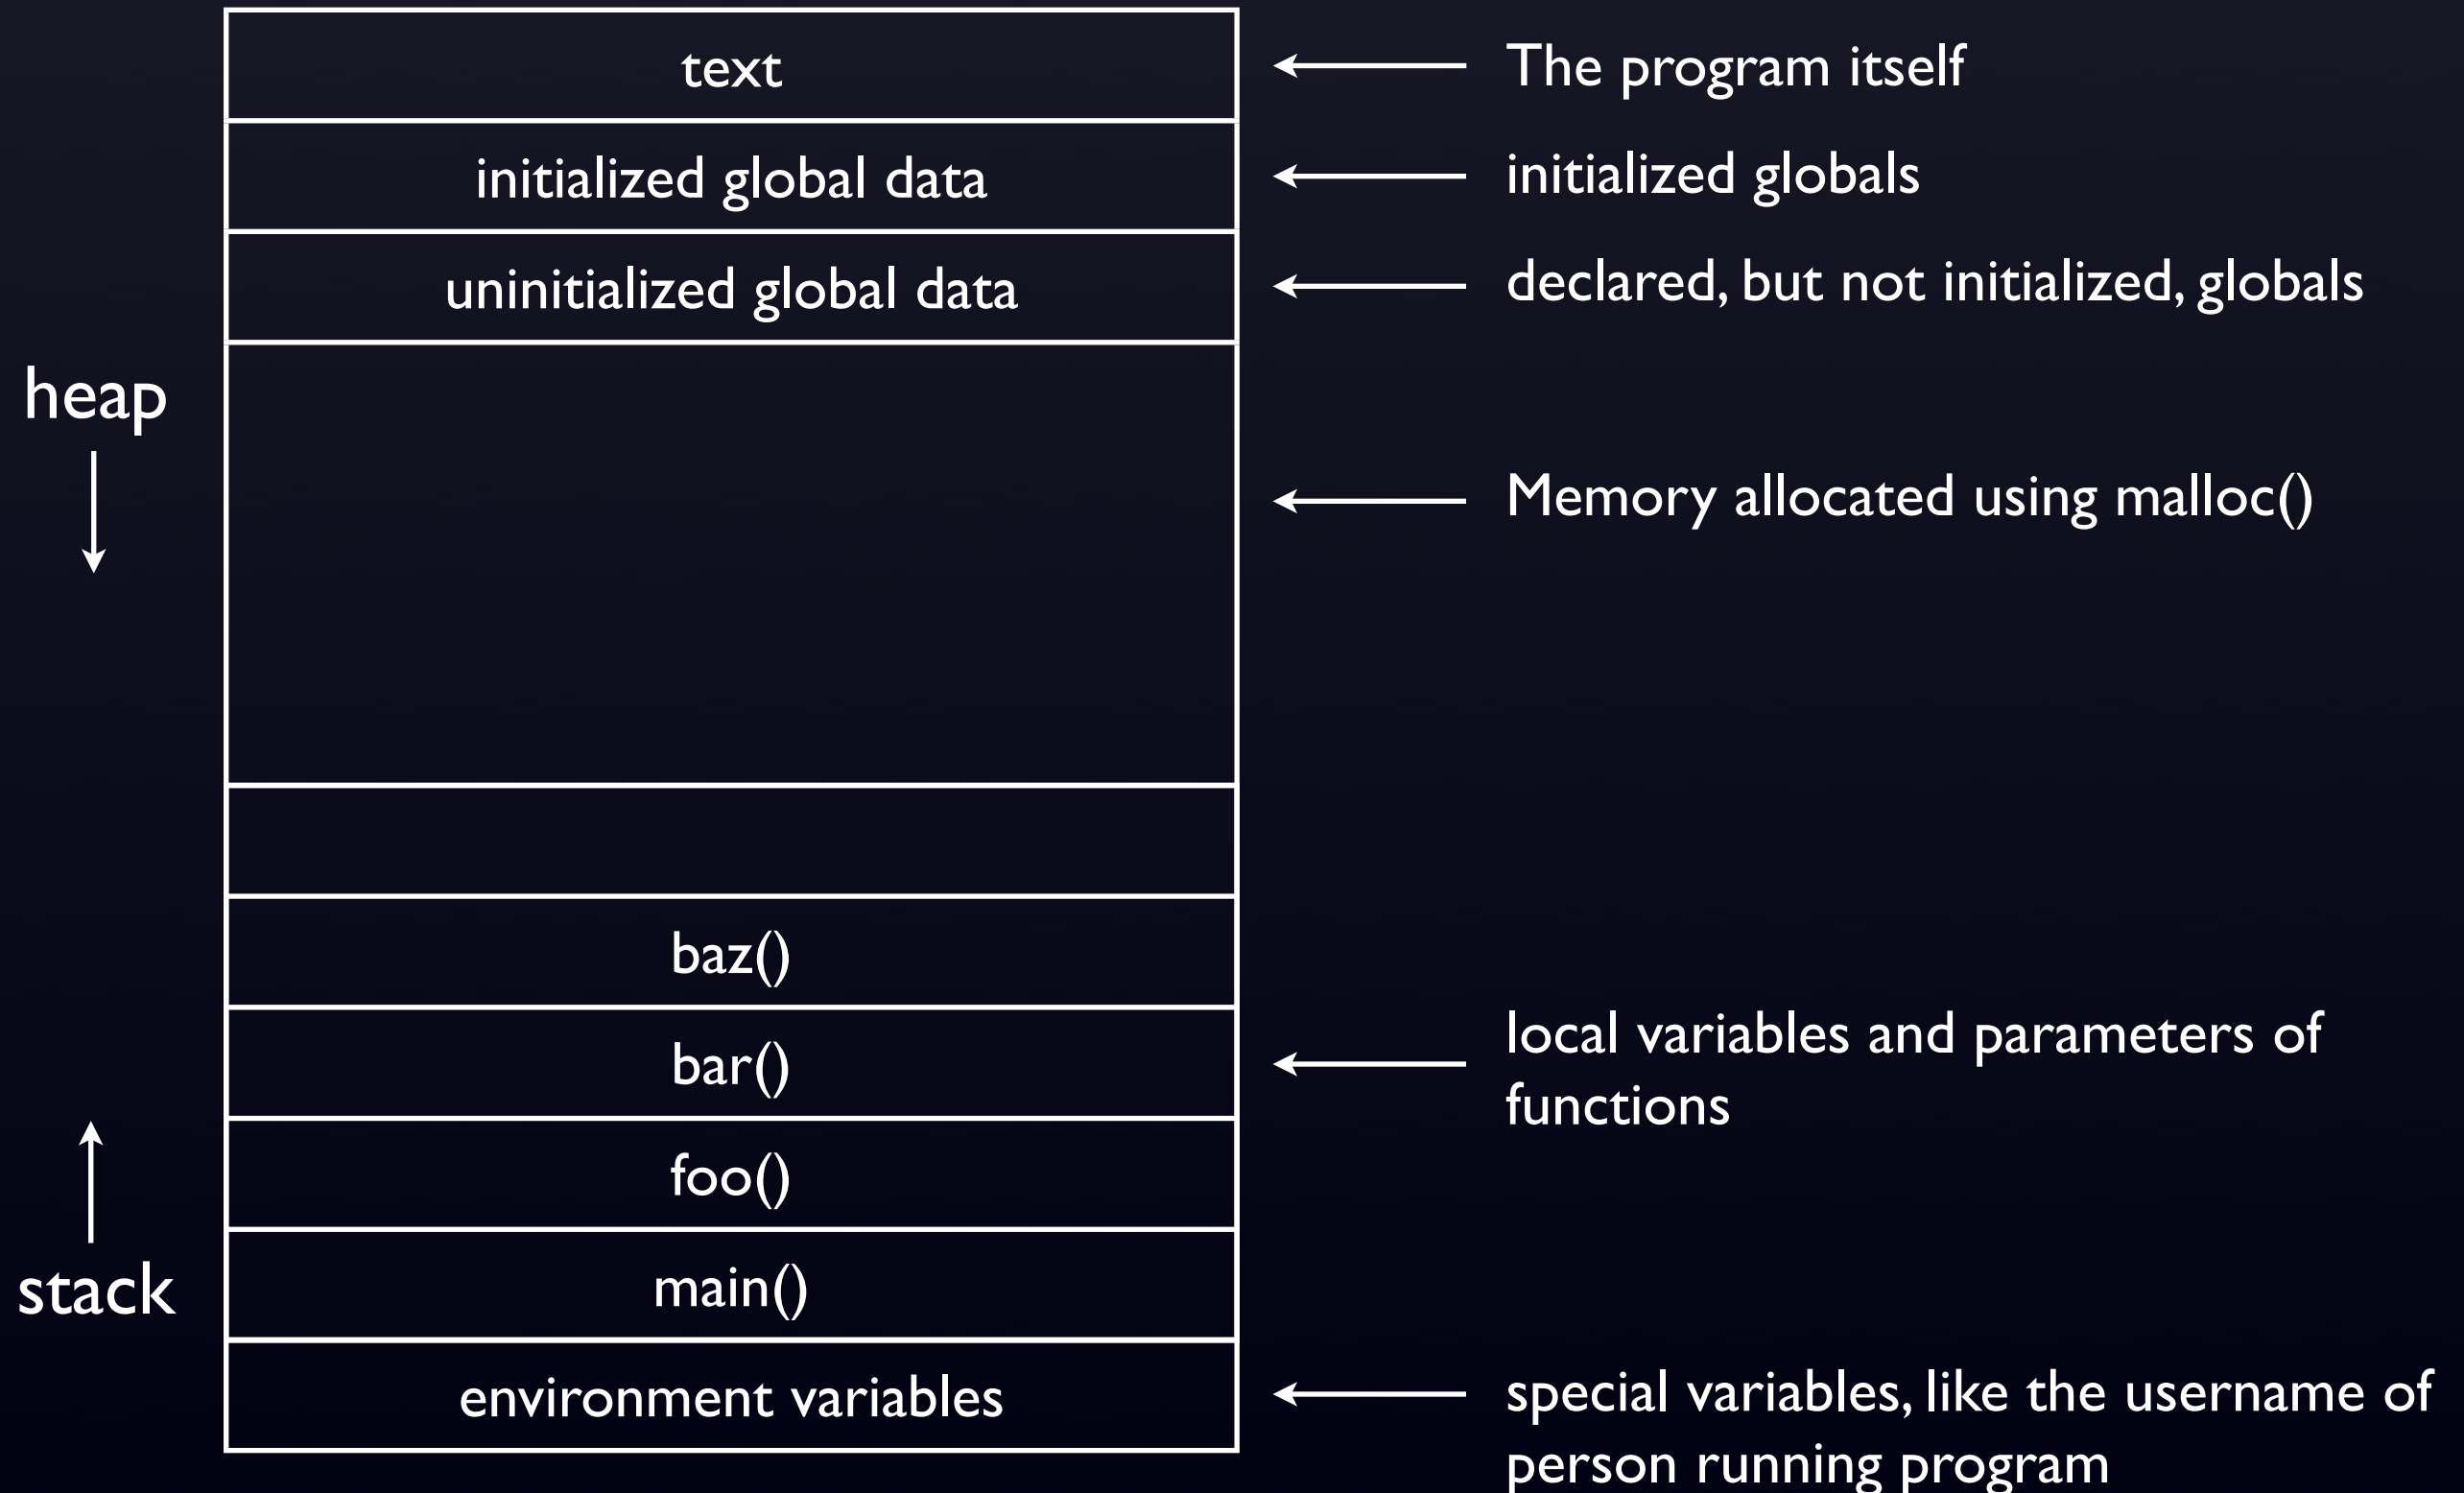 text
The program itself
initialized global data
initialized globals
uninitialized global data
declared, but not initialized, globals
heap
Memory allocated using malloc()
baz()
bar()
local variables and parameters of
functions
foo()
main()
stack
environment variables
special variables, like the username of
person running program